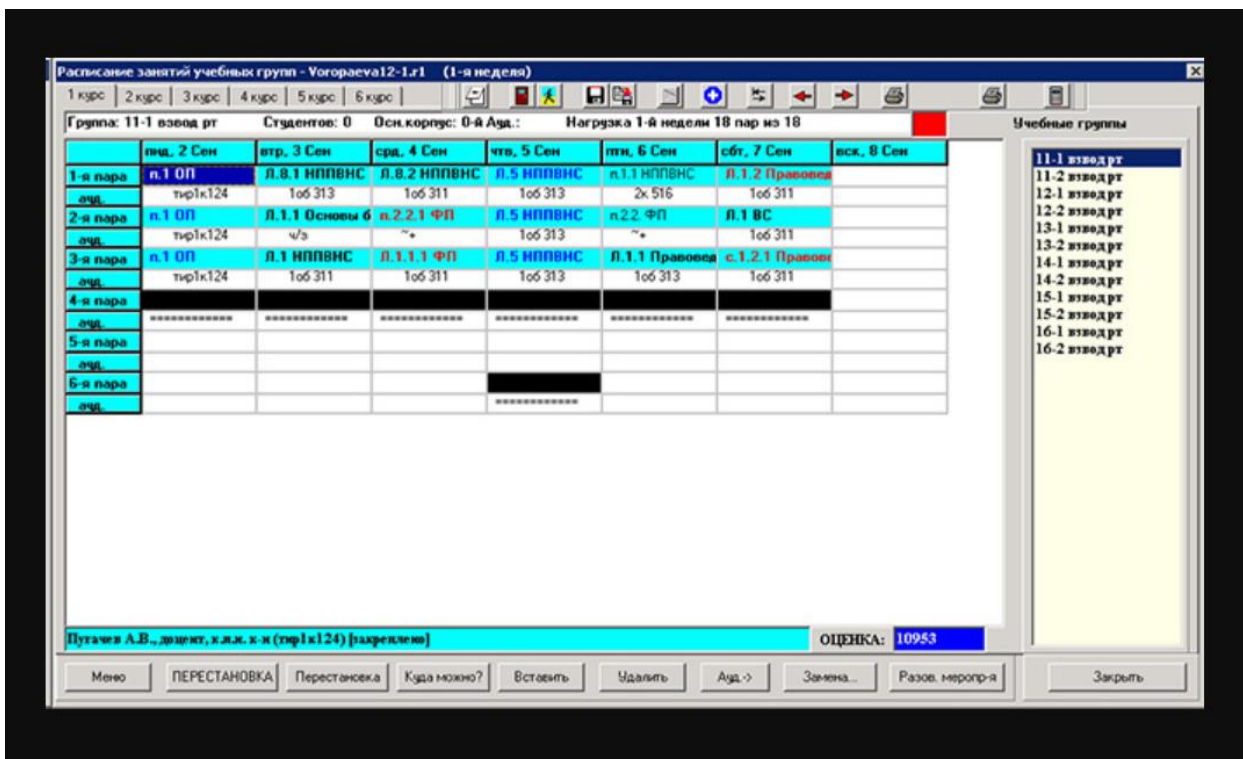 Расписание занятий учебных групп - Voropaeva12-1.r1 (1-я неделя)
1 курс 2 курс 3 курс 4 курс 5 курс 6 курс
Группа: 11-1 взвод рт Студентов: 0 Осн.корпус: 0-й Ауд.: Нагрузка 1-й недели 18 пар из 18 Учебные группы
пнд, 2 Сен втр, 3 Сен срд, 4 Сен чтв, 5 Сен птн, 6 Сен сбт, 7 Сен вск, 8 Сен
1-я пара п.1 ОП Л.8.1 НППВНС Л.8.2 НППВНС Л.5 НППВНС п.1.1 НППВНС Л.1.2 Правовед
ауд. тир1к124 1об 313 1об 311 1об 313 2к 516 1об 311
2-я пара п.1 ОП Л.1.1 Основы б п.2.2.1 ФП Л.5 НППВНС п.2.2. ФП Л.1 ВС
ауд. тир1к124 ч/з ~+ 1об 313 ~+ 1об 311
3-я пара п.1 ОП Л.1 НППВНС Л.1.1.1 ФП Л.5 НППВНС Л.1.1 Правовед с.1.2.1 Правове
ауд. тир1к124 1об 311 1об 311 1об 313 1об 313 1об 311
4-я пара
ауд. ============ ============ ============ ============ ============ ============
5-я пара
ауд.
6-я пара
ауд. ============
11-1 взвод рт
11-2 взвод рт
12-1 взвод рт
12-2 взвод рт
13-1 взвод рт
13-2 взвод рт
14-1 взвод рт
14-2 взвод рт
15-1 взвод рт
15-2 взвод рт
16-1 взвод рт
16-2 взвод рт
Пугачев А.В., доцент, к.п.н. к-н (тир1к124) [закреплено] ОЦЕНКА: 10953
Меню ПЕРЕСТАНОВКА Перестановка Куда можно? Вставить Удалить Ауд.-> Замена... Разов. меропр-я Закрыть